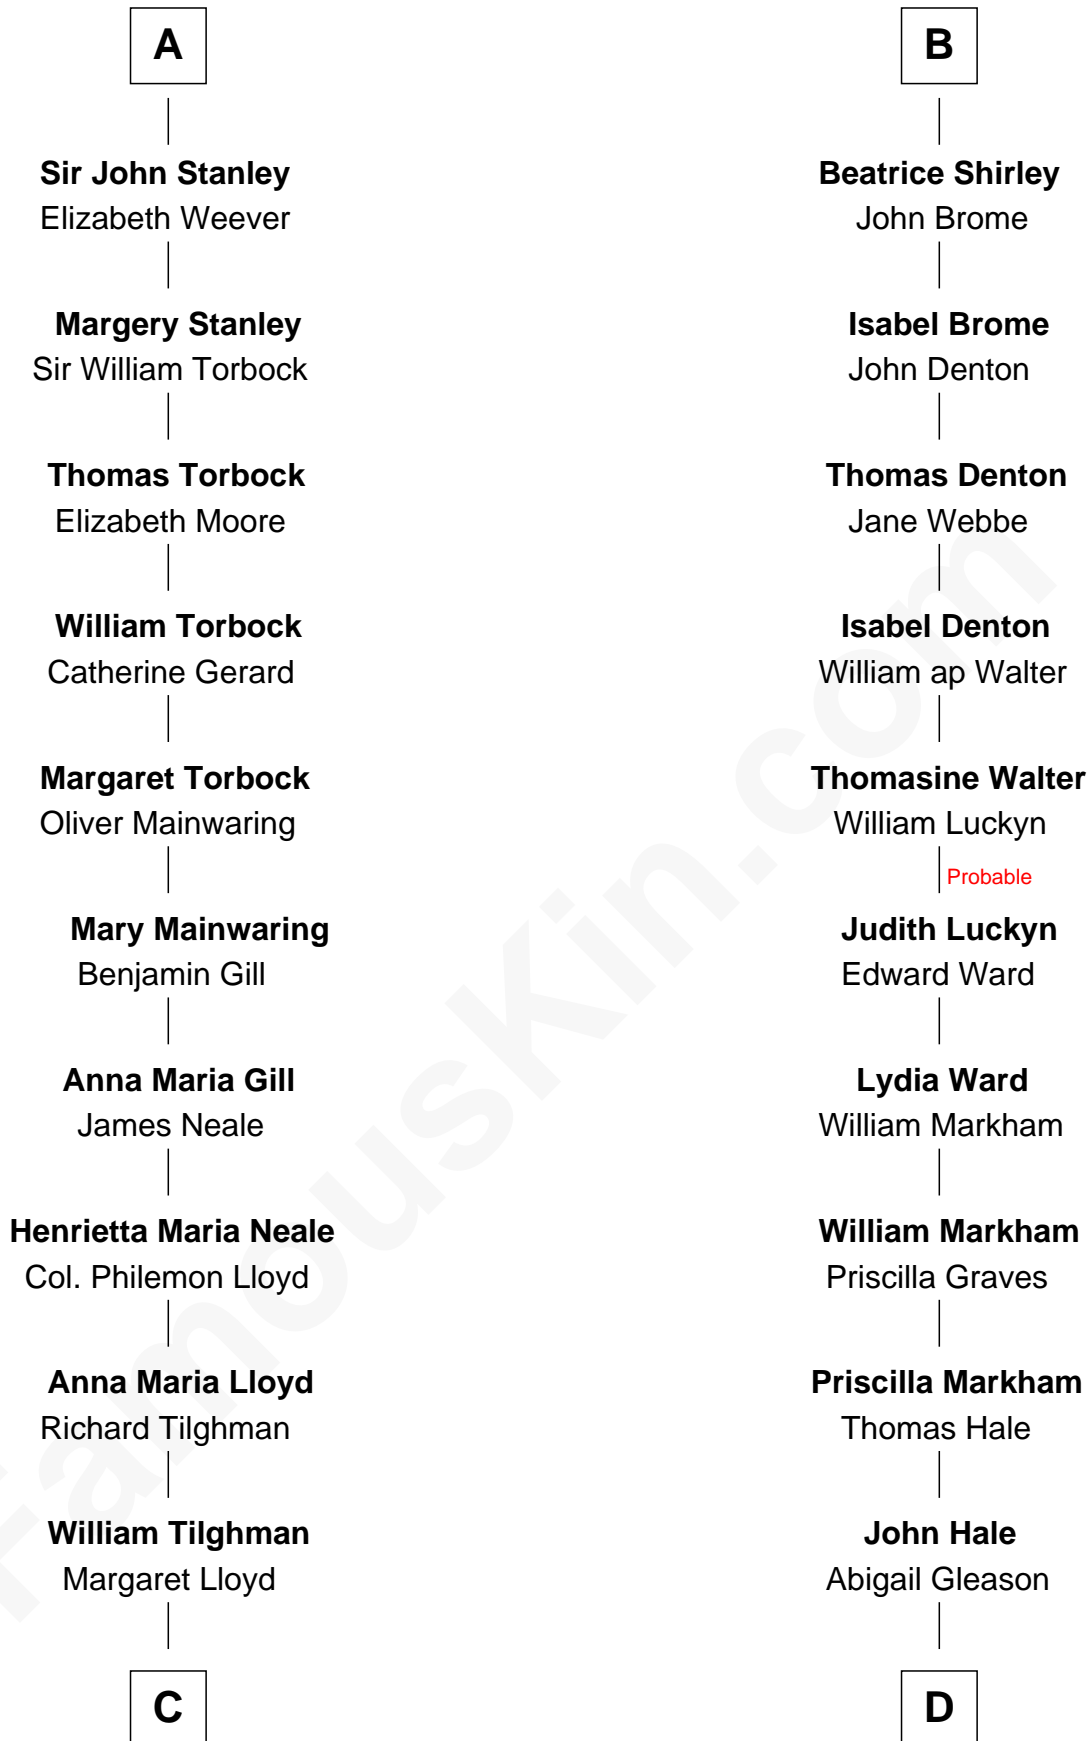 A
Sir John Stanley
Elizabeth Weever
Margery Stanley
Sir William Torbock
Thomas Torbock
Elizabeth Moore
William Torbock
Catherine Gerard
Margaret Torbock
Oliver Mainwaring
Mary Mainwaring
Benjamin Gill
Anna Maria Gill
James Neale
Henrietta Maria Neale
Col. Philemon Lloyd
Anna Maria Lloyd
Richard Tilghman
William Tilghman
Margaret Lloyd
C
B
Beatrice Shirley
John Brome
Isabel Brome
John Denton
Thomas Denton
Jane Webbe
Isabel Denton
William ap Walter
Thomasine Walter
William Luckyn
Probable
Judith Luckyn
Edward Ward
Lydia Ward
William Markham
William Markham
Priscilla Graves
Priscilla Markham
Thomas Hale
John Hale
Abigail Gleason
D
FamousKin.com